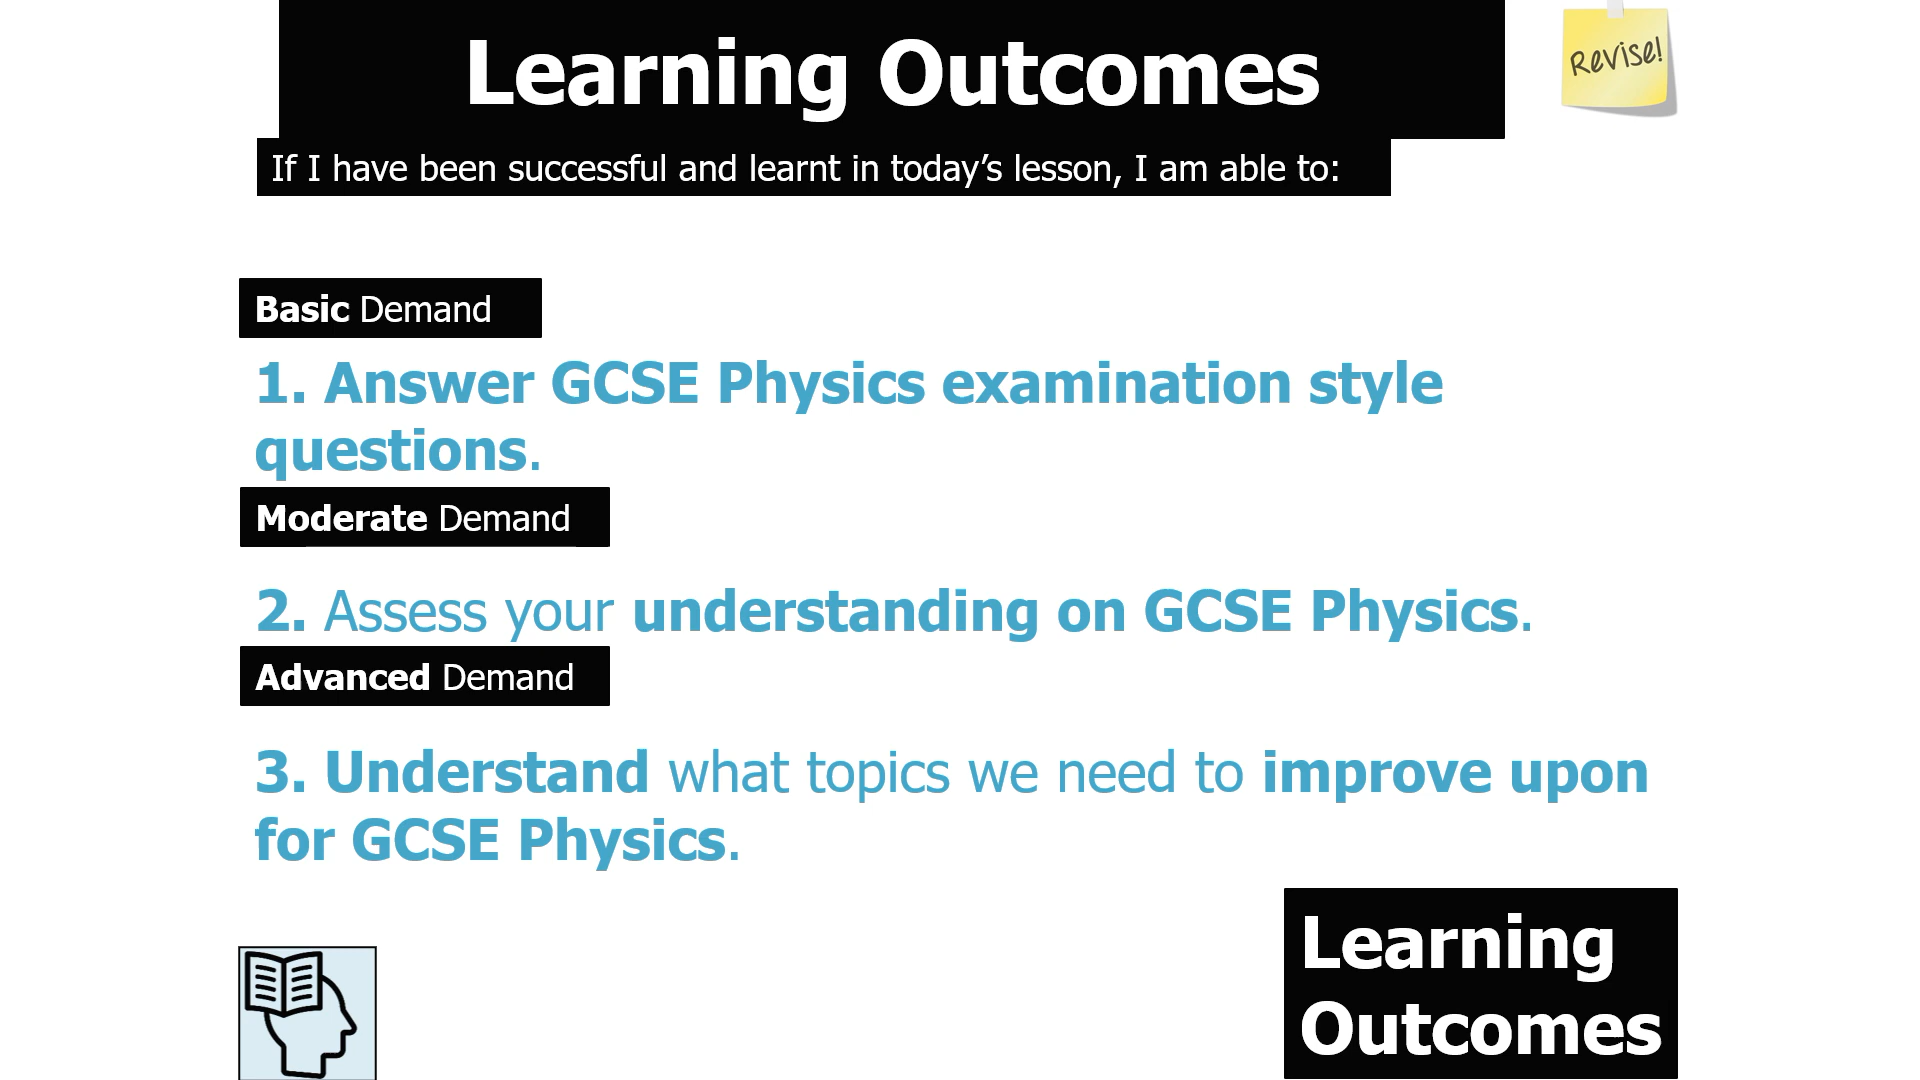 Learning Outcomes
Revise!
If I have been successful and learnt in today’s lesson, I am able to:
Basic Demand
1. Answer GCSE Physics examination style
questions.
Moderate Demand
2. Assess your understanding on GCSE Physics.
Advanced Demand
3. Understand what topics we need to improve upon
for GCSE Physics.
Learning
Outcomes